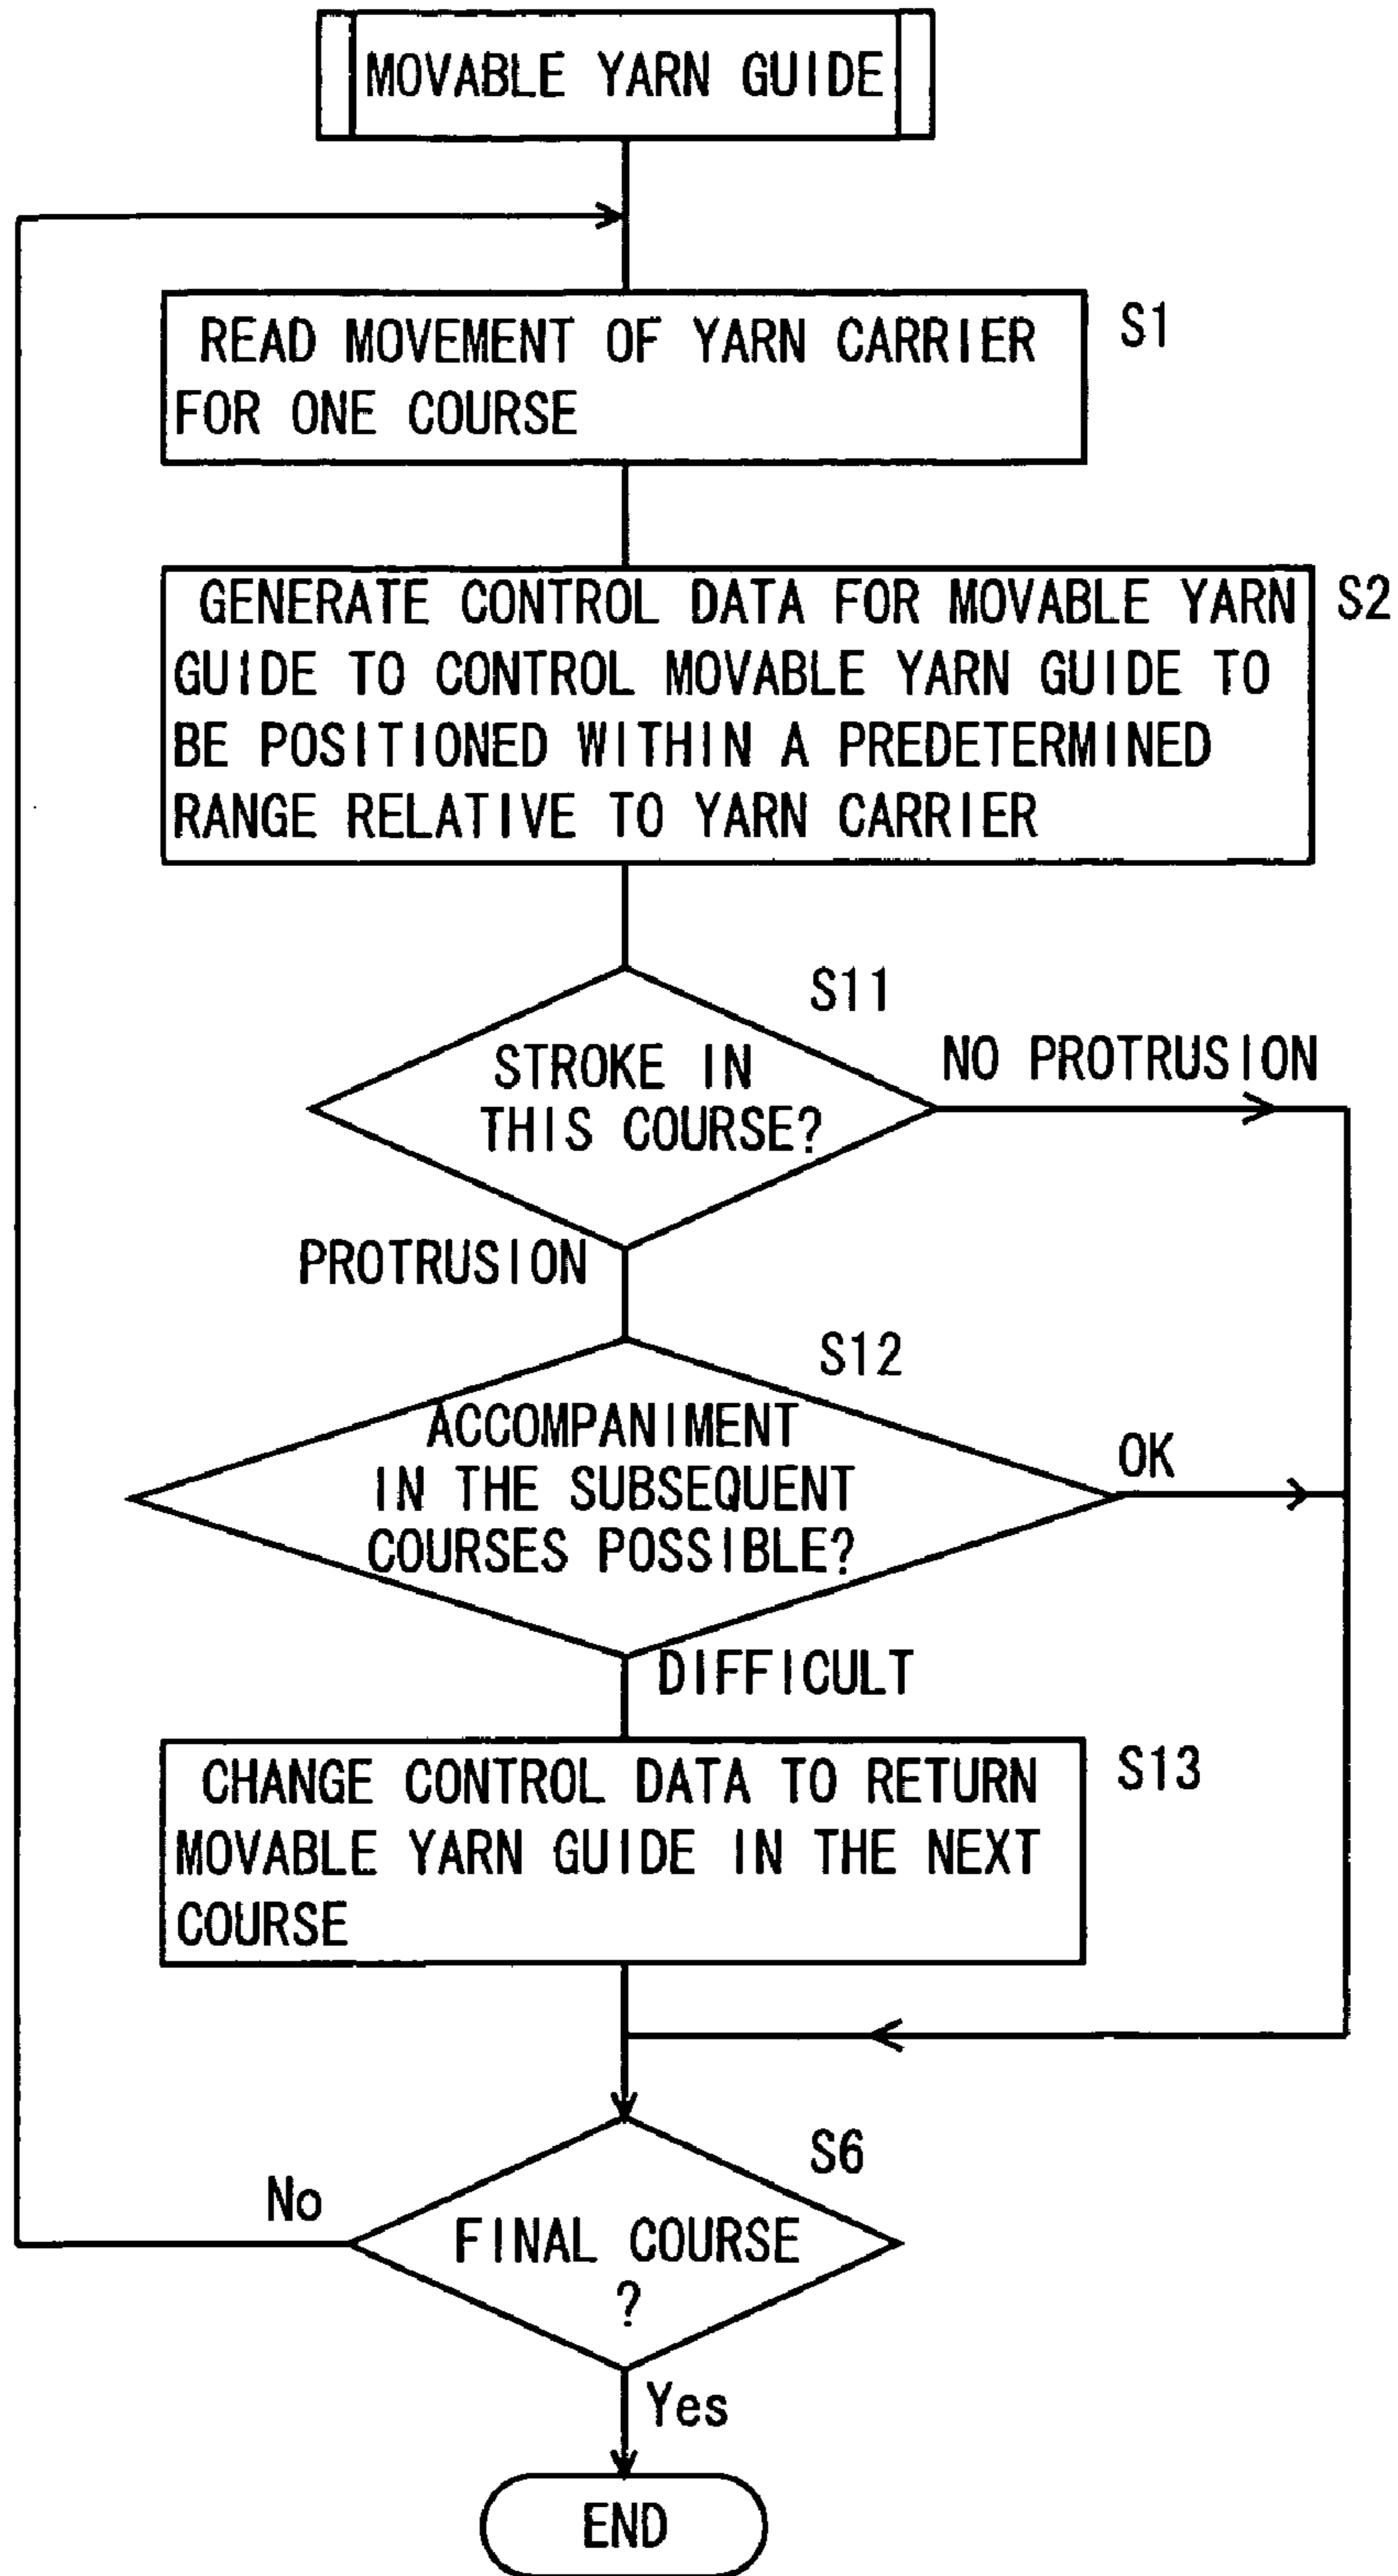 MOVABLE YARN GUIDE
READ MOVEMENT OF YARN CARRIER
FOR ONE COURSE
S1
GENERATE CONTROL DATA FOR MOVABLE YARN
GUIDE TO CONTROL MOVABLE YARN GUIDE TO
BE POSITIONED WITHIN A PREDETERMINED
RANGE RELATIVE TO YARN CARRIER
S2
S11
STROKE IN
THIS COURSE?
NO PROTRUSION
PROTRUSION
S12
ACCOMPANIMENT
IN THE SUBSEQUENT
COURSES POSSIBLE?
OK
DIFFICULT
CHANGE CONTROL DATA TO RETURN
MOVABLE YARN GUIDE IN THE NEXT
COURSE
S13
S6
No
FINAL COURSE
?
Yes
END